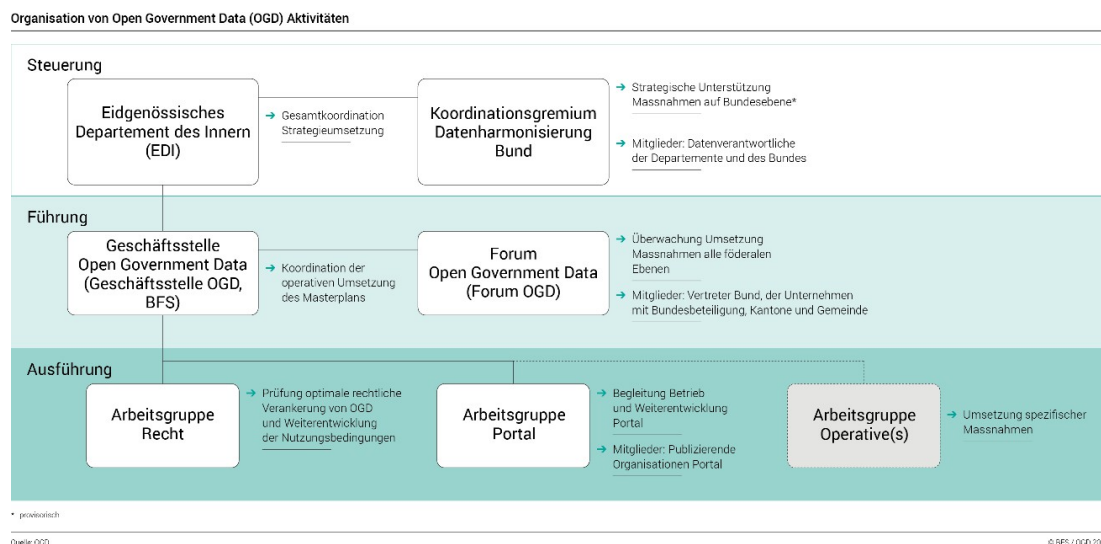 Organisation von Open Government Data (OGD) Aktivitäten
Steuerung
Eidgenössisches
Departement des Innern
(EDI)
→ Gesamtkoordination
Strategieumsetzung
Koordinationsgremium
Datenharmonisierung
Bund
→ Strategische Unterstützung
Massnahmen auf Bundesebene*
→ Mitglieder: Datenverantwortliche
der Departemente und des Bundes
Führung
Geschäftsstelle
Open Government Data
(Geschäftsstelle OGD,
BFS)
→ Koordination der
operativen Umsetzung
des Masterplans
Forum
Open Government Data
(Forum OGD)
→ Überwachung Umsetzung
Massnahmen alle föderalen
Ebenen
→ Mitglieder: Vertreter Bund, der Unternehmen
mit Bundesbeteiligung, Kantone und Gemeinde
Ausführung
Arbeitsgruppe
Recht
→ Prüfung optimale rechtliche
Verankerung von OGD
und Weiterentwicklung
der Nutzungsbedingungen
Arbeitsgruppe
Portal
→ Begleitung Betrieb
und Weiterentwicklung
Portal
→ Mitglieder: Publizierende
Organisationen Portal
Arbeitsgruppe
Operative(s)
→ Umsetzung spezifischer
Massnahmen
* provisorisch
Quelle: OGD
© BFS / OGD 20